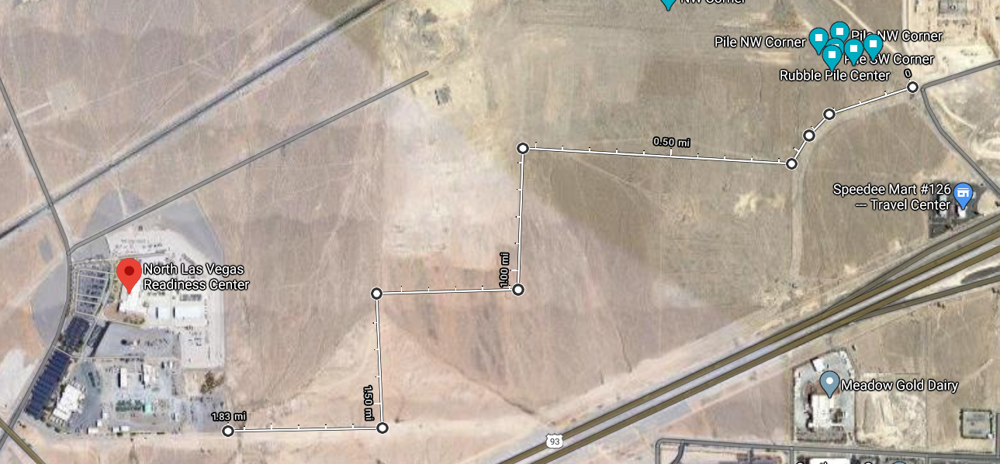 NW Corner
Pile NW Corner
Pile NW Corner
Pile SW Corner
Rubble Pile Center
0
0.50 mi
Speedee Mart #126
— Travel Center
North Las Vegas
Readiness Center
1.00 mi
1.50 mi
Meadow Gold Dairy
1.83 mi
93